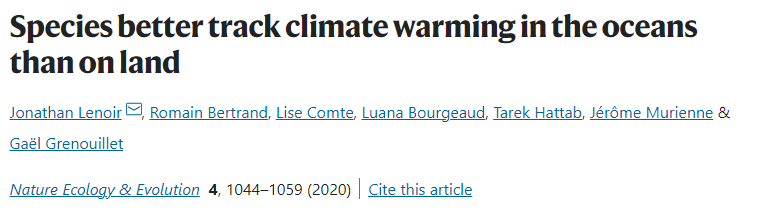 Species better track climate warming in the oceans
than on land
Jonathan Lenoir, Romain Bertrand, Lise Comte, Luana Bourgeaud, Tarek Hattab, Jérôme Murienne &
Gaël Grenouillet
Nature Ecology & Evolution 4, 1044–1059 (2020) | Cite this article